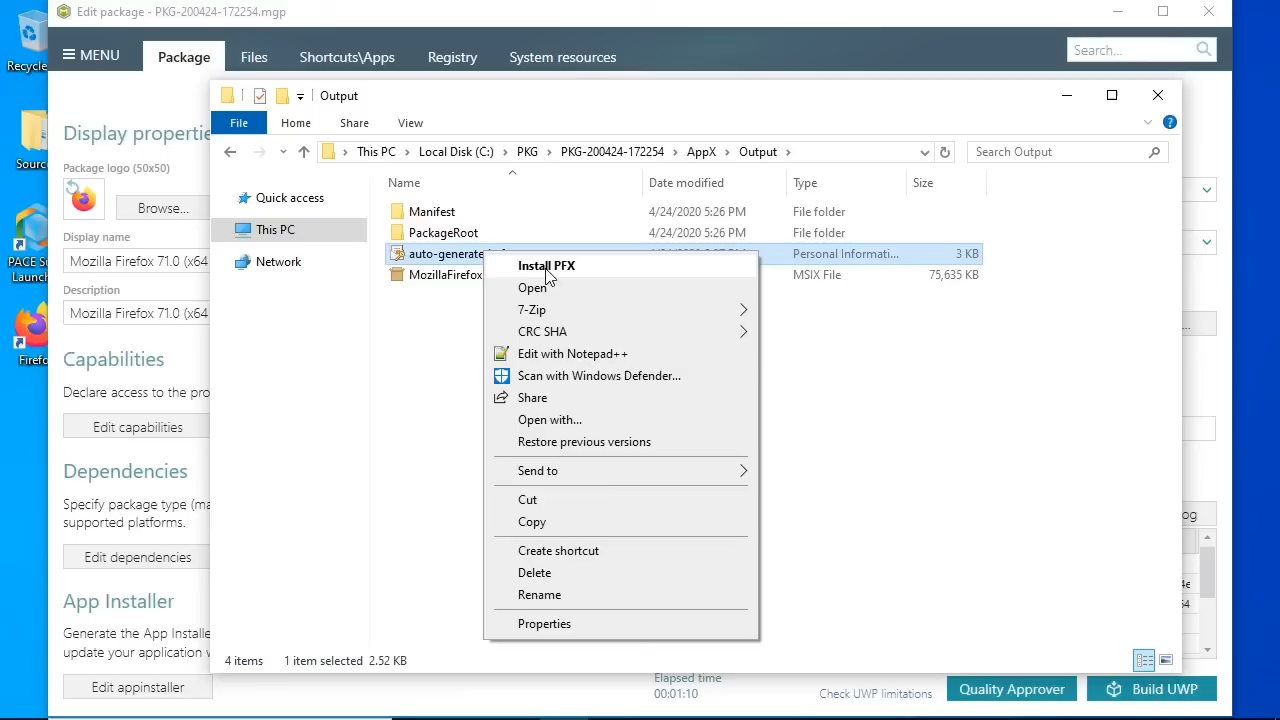 Edit package - PKG-200424-172254.mgp
MENU
Package
Files
Shortcuts\Apps
Registry
System resources
Search...
Recycle
Source
PACE Su
Launch
Firefo
Display propertie
Package logo (50x50)
Browse...
Display name
Mozilla Firefox 71.0 (x64
Description
Mozilla Firefox 71.0 (x64
Capabilities
Declare access to the pro
Edit capabilities
Dependencies
Specify package type (ma
supported platforms.
Edit dependencies
App Installer
Generate the App Installe
update your application w
Edit appinstaller
Output
File
Home
Share
View
This PC
Local Disk (C:)
PKG
PKG-200424-172254
AppX
Output
Search Output
Quick access
This PC
Network
Name
Date modified
Type
Size
Manifest
4/24/2020 5:26 PM
File folder
PackageRoot
4/24/2020 5:26 PM
File folder
Personal Informati...
3 KB
MozillaFirefox
MSIX File
75,635 KB
Install PFX
Open
7-Zip
CRC SHA
Edit with Notepad++
Scan with Windows Defender...
Share
Open with...
Restore previous versions
Send to
Cut
Copy
Create shortcut
Delete
Rename
Properties
4 items
1 item selected
2.52 KB
Elapsed time
00:01:10
Check UWP limitations
Quality Approver
Build UWP